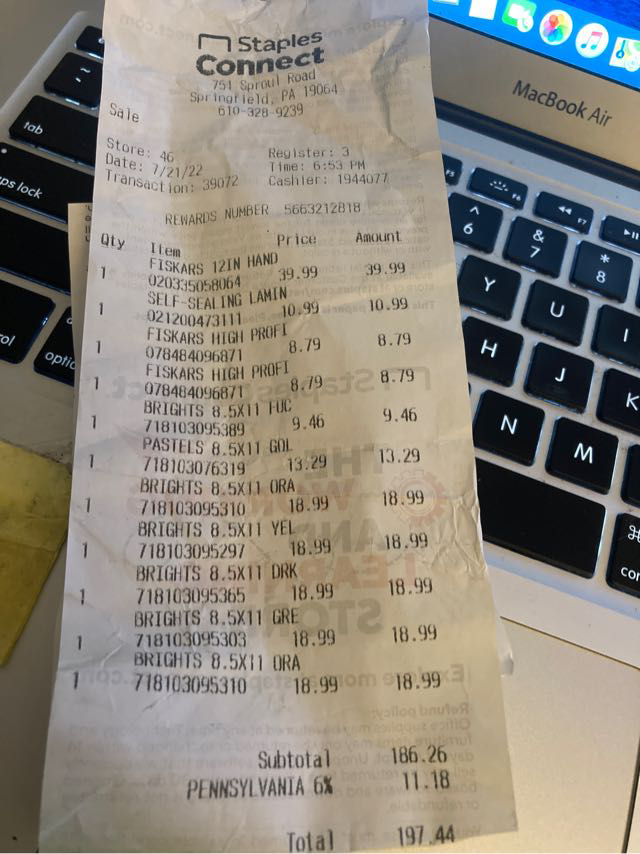 Staples
Connect
751 Sproul Road
Springfield, PA 19064
610-328-9239
Sale
Store: 46 Register: 3
Date: 7/21/22 Time: 6:53 PM
Transaction: 39072 Cashier: 1944077
REWARDS NUMBER 5663212818
Qty Item Price Amount
FISKARS 12IN HAND
1 020335058064 39.99 39.99
SELF-SEALING LAMIN
1 021200473111 10.99 10.99
FISKARS HIGH PROFI
1 078484096871 8.79 8.79
FISKARS HIGH PROFI
1 078484096871 8.79 8.79
BRIGHTS 8.5X11 FUC
1 718103095389 9.46 9.46
PASTELS 8.5X11 GOL
1 718103076319 13.29 13.29
BRIGHTS 8.5X11 ORA
1 718103095310 18.99 18.99
BRIGHTS 8.5X11 YEL
1 718103095297 18.99 18.99
BRIGHTS 8.5X11 DRK
1 718103095365 18.99 18.99
BRIGHTS 8.5X11 GRE
1 718103095303 18.99 18.99
BRIGHTS 8.5X11 ORA
1 718103095310 18.99 18.99
Subtotal 186.26
PENNSYLVANIA 6% 11.18
Total 197.44
MacBook Air
tab
F5 F6 F7
^ & *
6 7 8
Y U I
H J K
N M
⌘